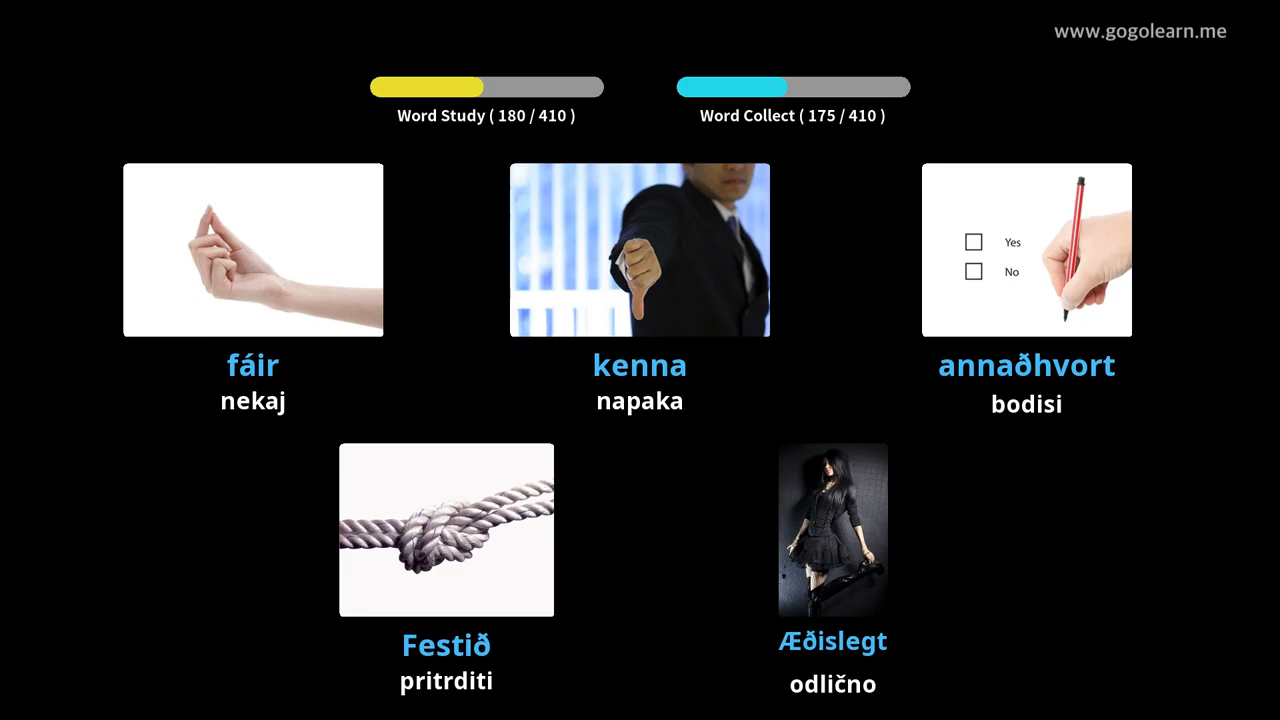 www.gogolearn.me
Word Study ( 180 / 410 )
Word Collect ( 175 / 410 )
Yes
No
fáir
nekaj
kenna
napaka
annaðhvort
bodisi
Festið
pritrditi
Æðislegt
odlično